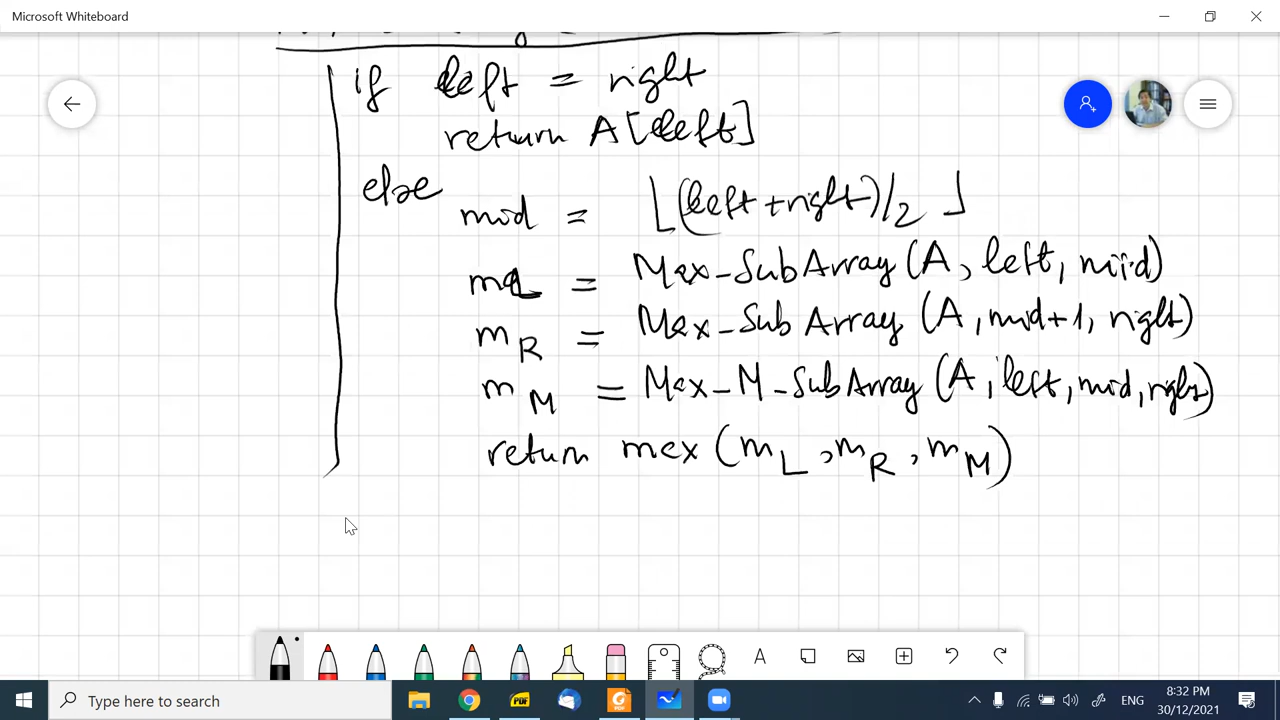 Microsoft Whiteboard
if left = right
return A[left]
else
mid = ⌊(left+right)/2⌋
mL = Max-SubArray(A, left, mid)
mR = Max-SubArray(A, mid+1, right)
mM = Max-M-SubArray(A, left, mid, right)
return max(mL, mR, mM)
A
Type here to search
PDF
ENG
8:32 PM
30/12/2021